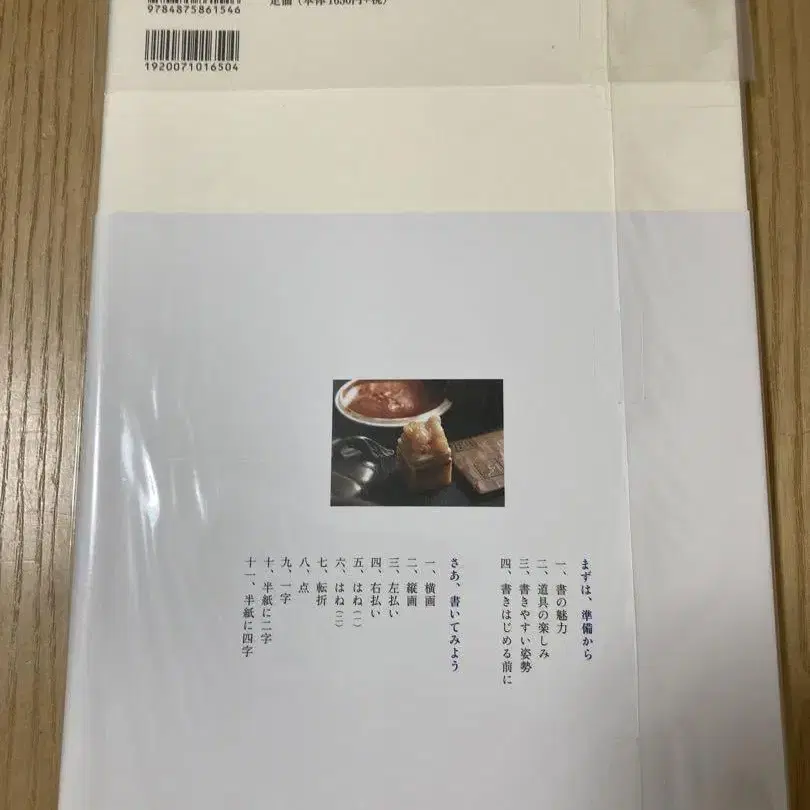 9784875861546
定価(本体1650円+税)
1920071016504
まずは、準備から
一、書の魅力
二、道具の楽しみ
三、書きやすい姿勢
四、書きはじめる前に
さあ、書いてみよう
一、横画
二、縦画
三、左払い
四、右払い
五、はね(一)
六、はね(二)
七、転折
八、点
九、一字
十、半紙に二字
十一、半紙に四字